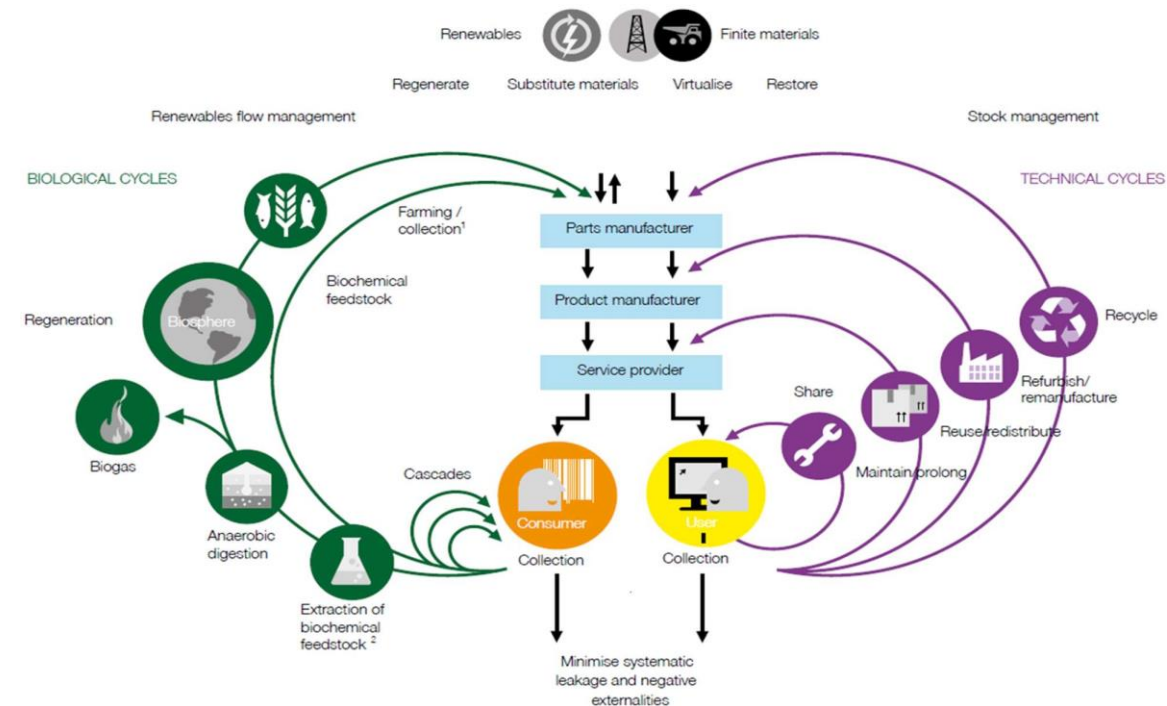 Renewables
Finite materials
Regenerate
Substitute materials
Virtualise
Restore
Renewables flow management
Stock management
BIOLOGICAL CYCLES
TECHNICAL CYCLES
Farming /
collection1
Parts manufacturer
Biochemical
feedstock
Regeneration
Biosphere
Product manufacturer
Recycle
Service provider
Share
Refurbish/
remanufacture
Reuse/redistribute
Biogas
Cascades
Maintain/prolong
Consumer
User
Anaerobic
digestion
Collection
Collection
Extraction of
biochemical
feedstock 2
Minimise systematic
leakage and negative
externalities